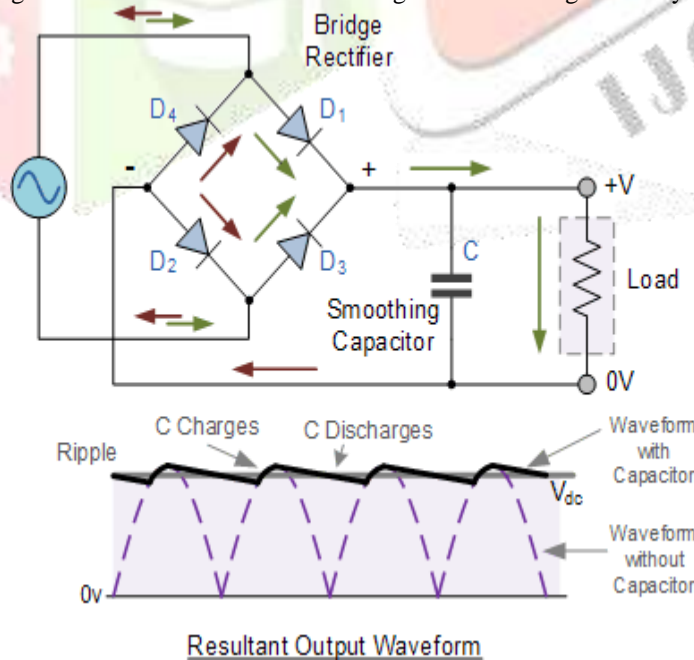 Bridge
Rectifier
D4
D1
-
+
+V
D2
D3
C
Load
Smoothing
Capacitor
0V
IJC
C Charges
C Discharges
Waveform
with
Capacitor
Ripple
Vdc
Waveform
without
Capacitor
0v
Resultant Output Waveform